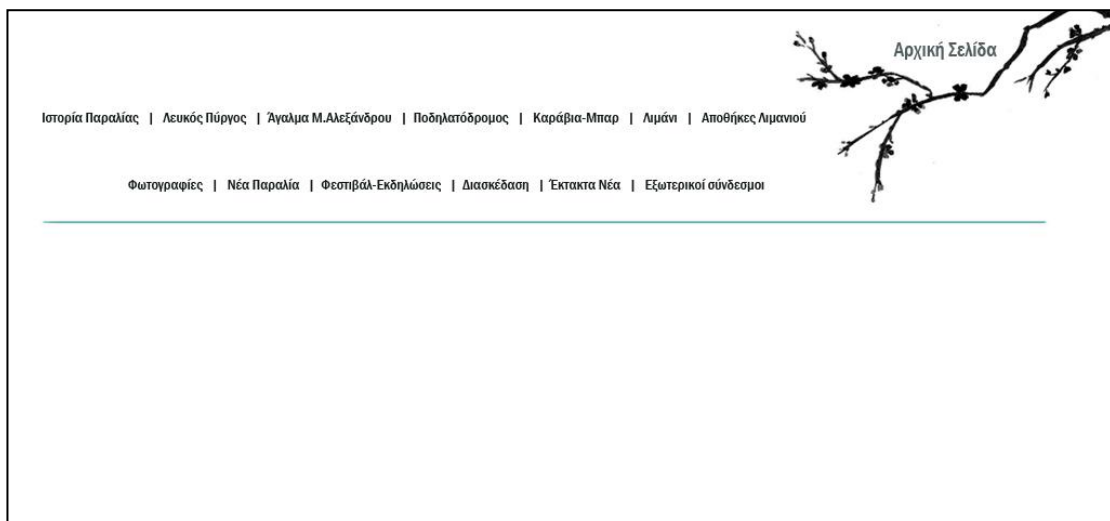 Αρχική Σελίδα
Ιστορία Παραλίας | Λευκός Πύργος | Άγαλμα Μ.Αλεξάνδρου | Ποδηλατόδρομος | Καράβια-Μπαρ | Λιμάνι | Αποθήκες Λιμανιού
Φωτογραφίες | Νέα Παραλία | Φεστιβάλ-Εκδηλώσεις | Διασκέδαση | Έκτακτα Νέα | Εξωτερικοί σύνδεσμοι